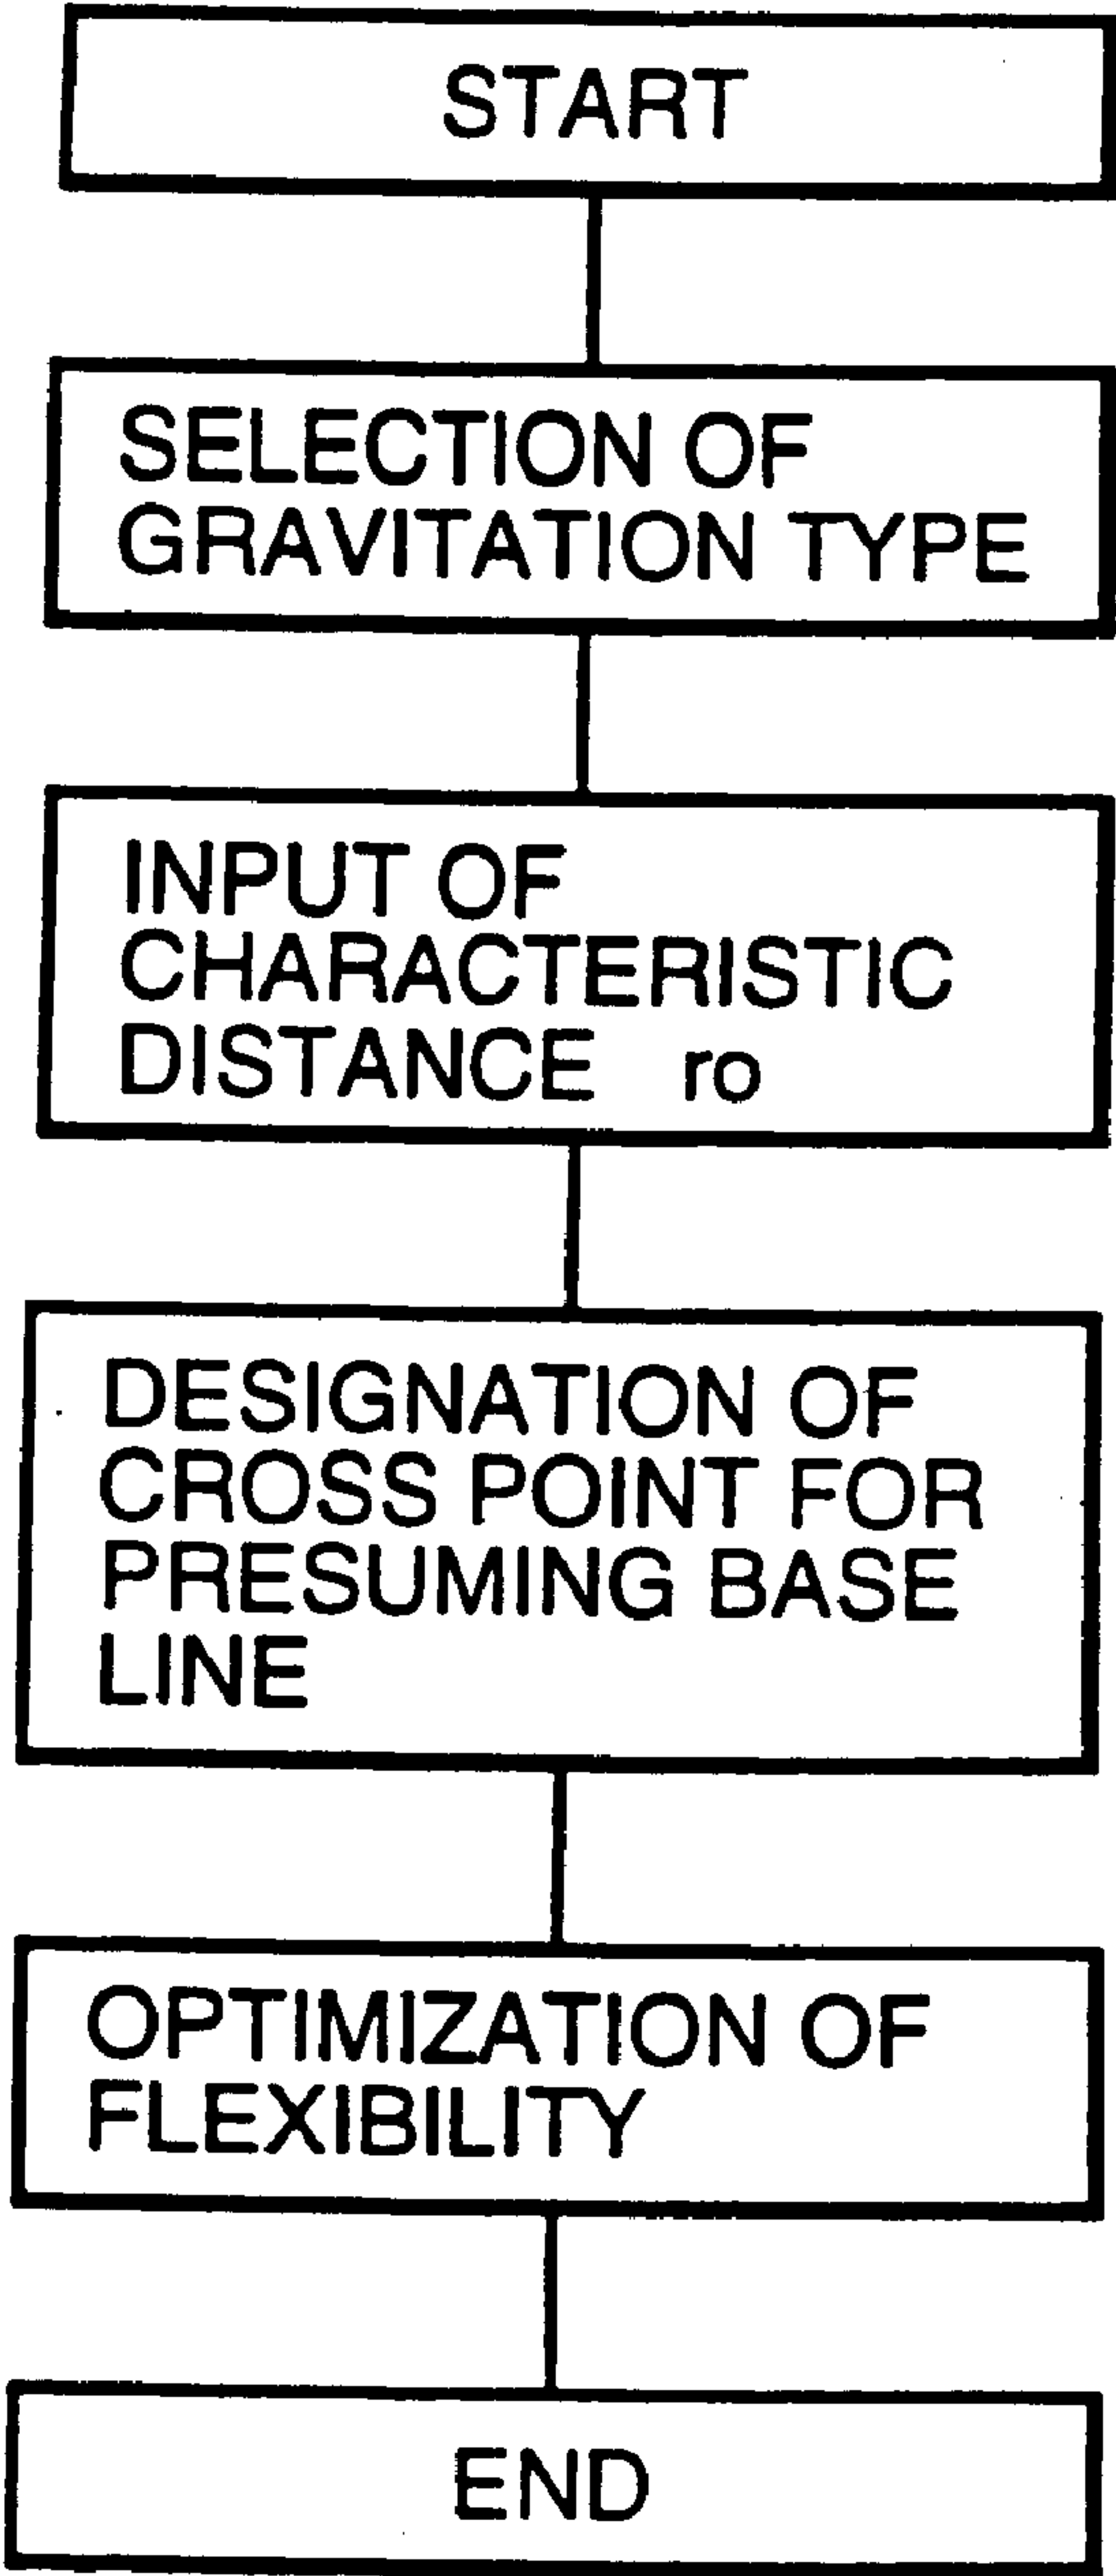 START
SELECTION OF
GRAVITATION TYPE
INPUT OF
CHARACTERISTIC
DISTANCE ro
DESIGNATION OF
CROSS POINT FOR
PRESUMING BASE
LINE
OPTIMIZATION OF
FLEXIBILITY
END